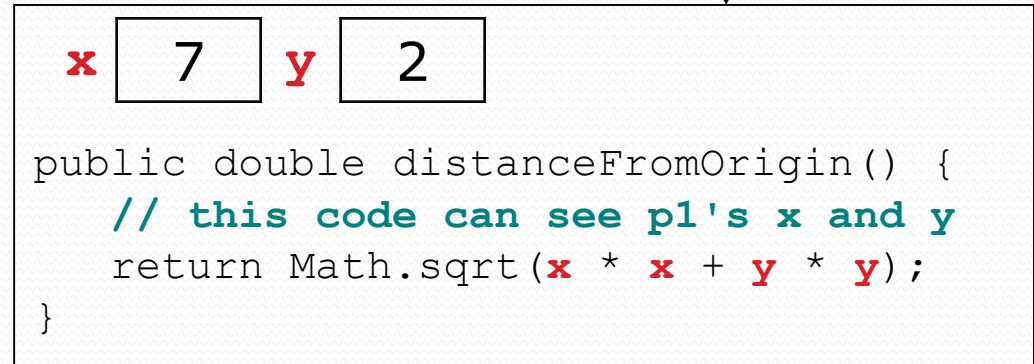 x 7 y 2
public double distanceFromOrigin() {
// this code can see p1's x and y
return Math.sqrt(x * x + y * y);
}